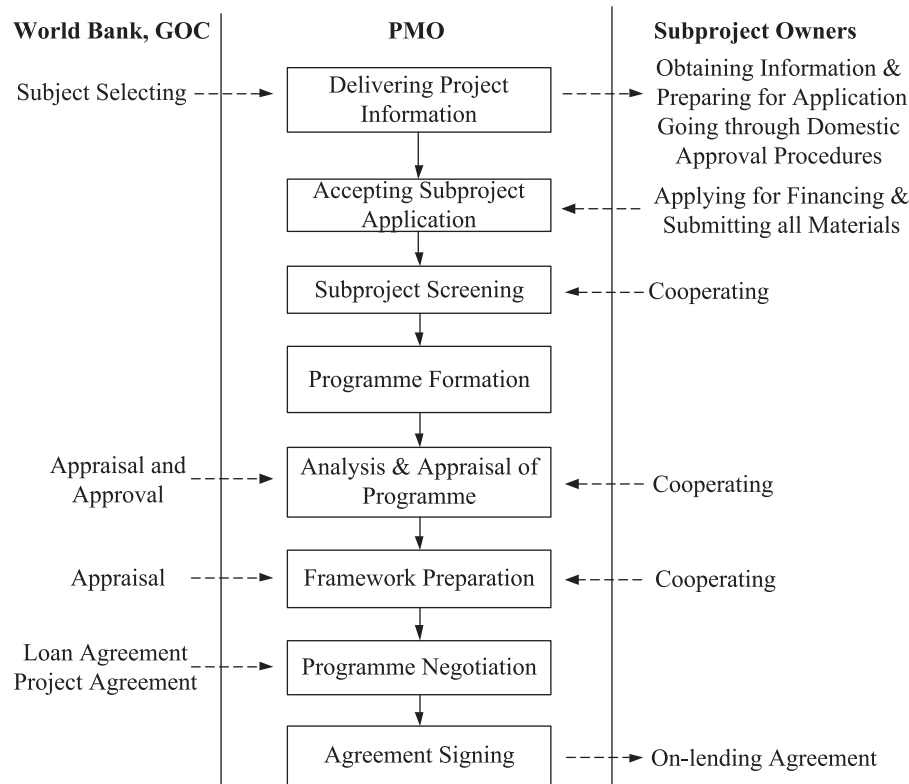 World Bank, GOC
PMO
Subproject Owners
Subject Selecting
Delivering Project
Information
Obtaining Information &
Preparing for Application
Going through Domestic
Approval Procedures
Accepting Subproject
Application
Applying for Financing &
Submitting all Materials
Subproject Screening
Cooperating
Programme Formation
Appraisal and
Approval
Analysis & Appraisal of
Programme
Cooperating
Appraisal
Framework Preparation
Cooperating
Loan Agreement
Project Agreement
Programme Negotiation
Agreement Signing
On-lending Agreement